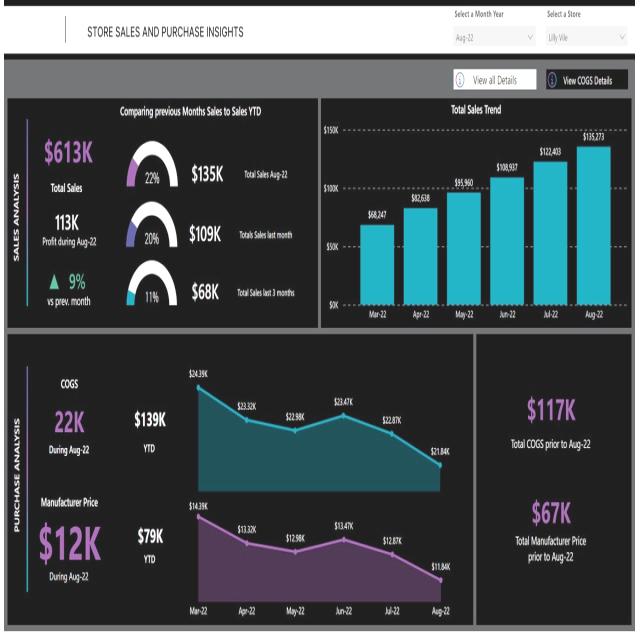 Select a Month Year
Select a Store
STORE SALES AND PURCHASE INSIGHTS
Aug-22
Lilly Vile
View all Details
View COGS Details
SALES ANALYSIS
Comparing previous Months Sales to Sales YTD
$613K
Total Sales
113K
Profit during Aug-22
▲ 9%
vs prev. month
22%
$135K
Total Sales Aug-22
20%
$109K
Totals Sales last month
11%
$68K
Total Sales last 3 months
Total Sales Trend
$150K
$100K
$50K
$0K
$68,247
$82,638
$95,960
$108,937
$122,403
$135,273
Mar-22
Apr-22
May-22
Jun-22
Jul-22
Aug-22
PURCHASE ANALYSIS
COGS
22K
During Aug-22
$139K
YTD
$24.39K
$23.32K
$22.98K
$23.47K
$22.87K
$21.84K
Manufacturer Price
$12K
During Aug-22
$79K
YTD
$14.39K
$13.32K
$12.98K
$13.47K
$12.87K
$11.84K
Mar-22
Apr-22
May-22
Jun-22
Jul-22
Aug-22
$117K
Total COGS prior to Aug-22
$67K
Total Manufacturer Price
prior to Aug-22